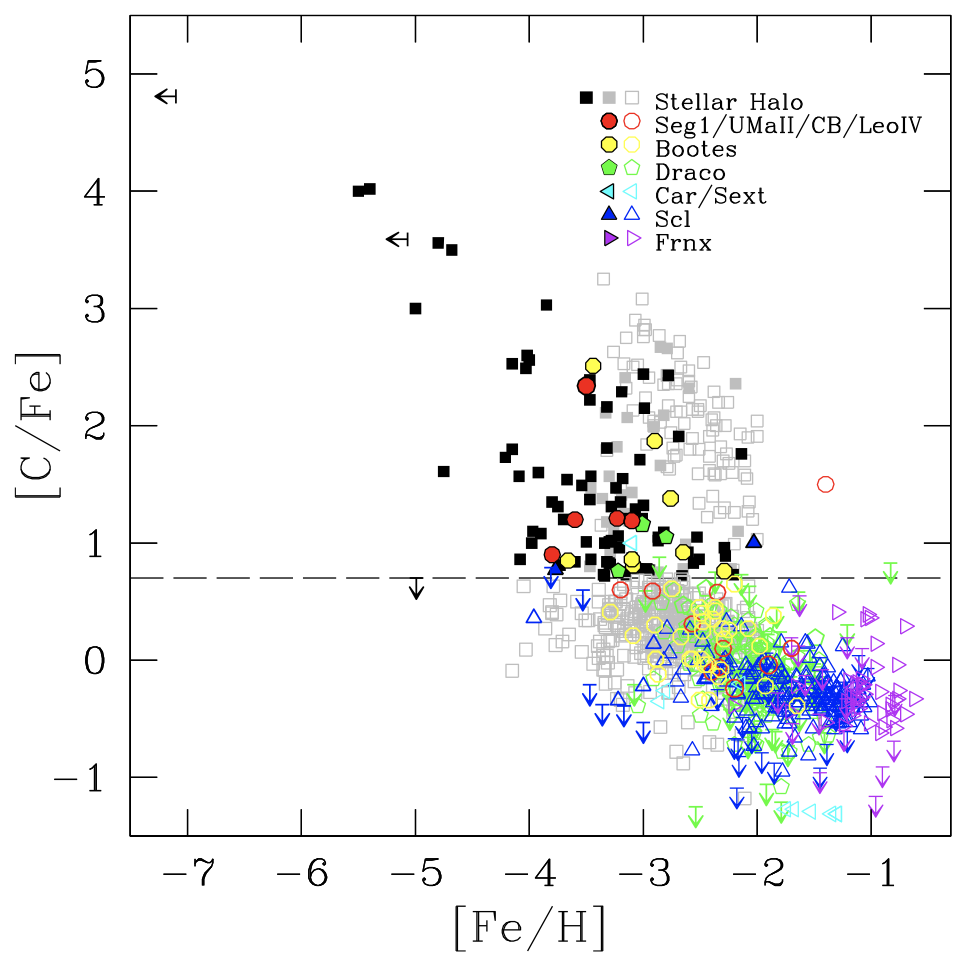 [C/Fe]
5
4
3
2
1
0
−1
Stellar Halo
Seg1/UMaII/CB/LeoIV
Bootes
Draco
Car/Sext
Scl
Frnx
−7 −6 −5 −4 −3 −2 −1
[Fe/H]